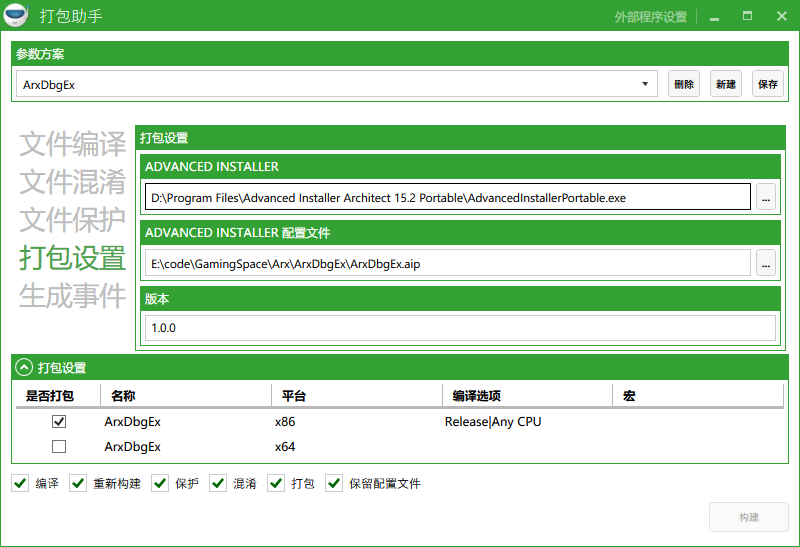 打包助手 外部程序设置
参数方案
ArxDbgEx 删除 新建 保存
文件编译
文件混淆
文件保护
打包设置
生成事件
打包设置
ADVANCED INSTALLER
D:\Program Files\Advanced Installer Architect 15.2 Portable\AdvancedInstallerPortable.exe ...
ADVANCED INSTALLER 配置文件
E:\code\GamingSpace\Arx\ArxDbgEx\ArxDbgEx.aip ...
版本
1.0.0
打包设置
是否打包 名称 平台 编译选项 宏
ArxDbgEx x86 Release|Any CPU
ArxDbgEx x64
编译 重新构建 保护 混淆 打包 保留配置文件
构建